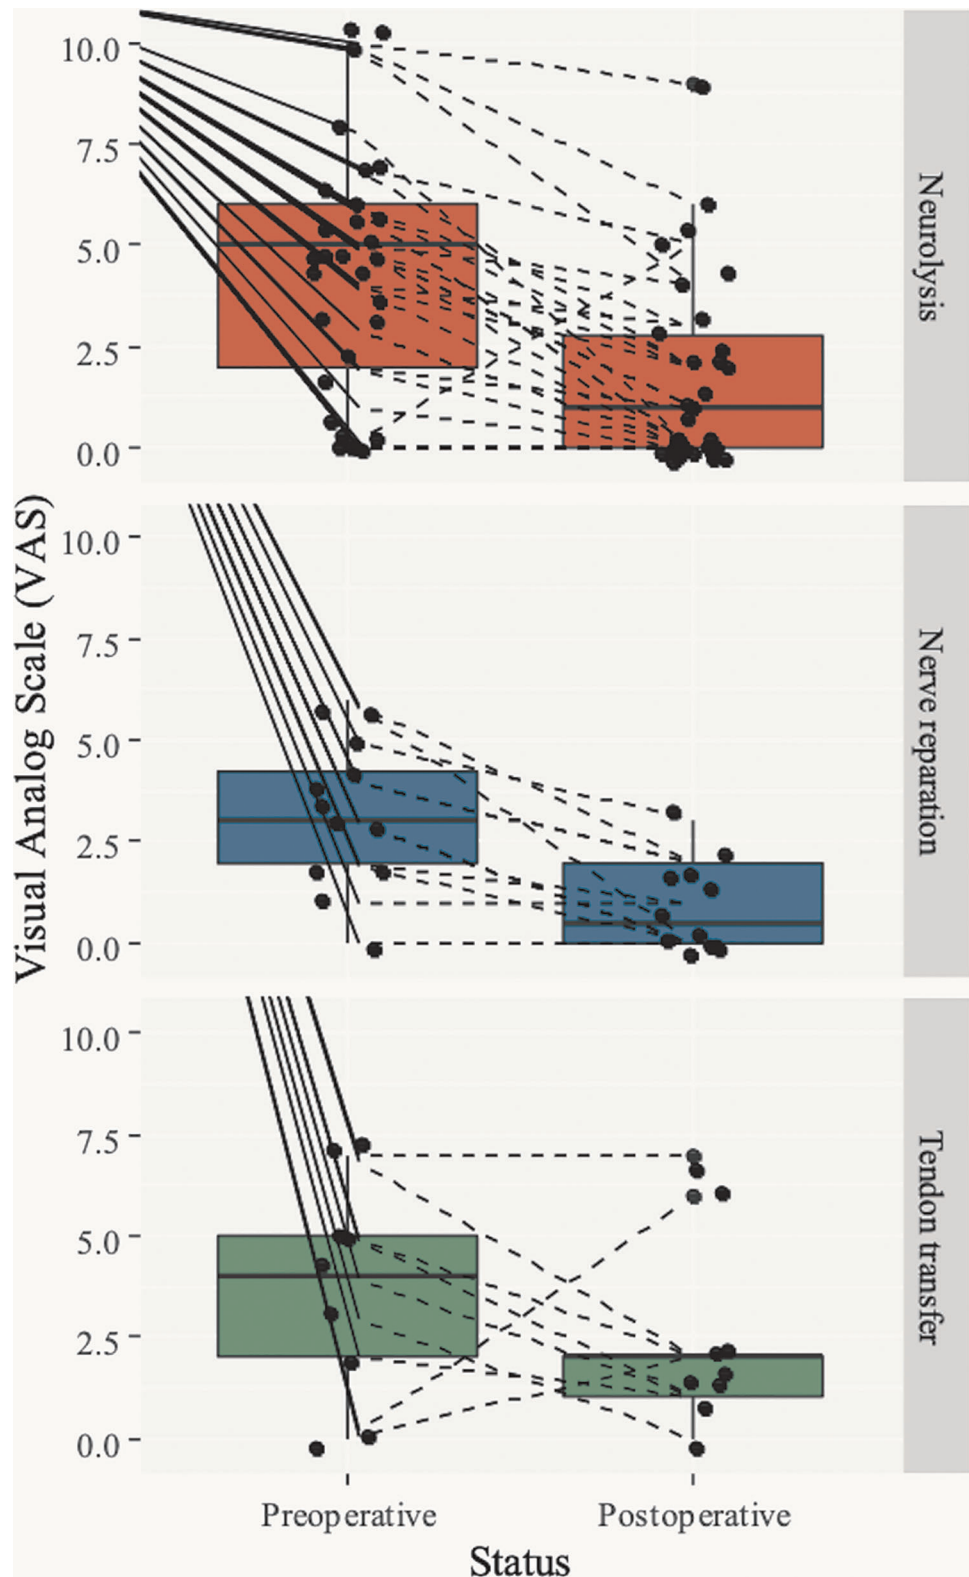 Visual Analog Scale (VAS)
10.0
7.5
5.0
2.5
0.0
Neurolysis
10.0
7.5
5.0
2.5
0.0
Nerve reparation
10.0
7.5
5.0
2.5
0.0
Tendon transfer
Preoperative Postoperative
Status